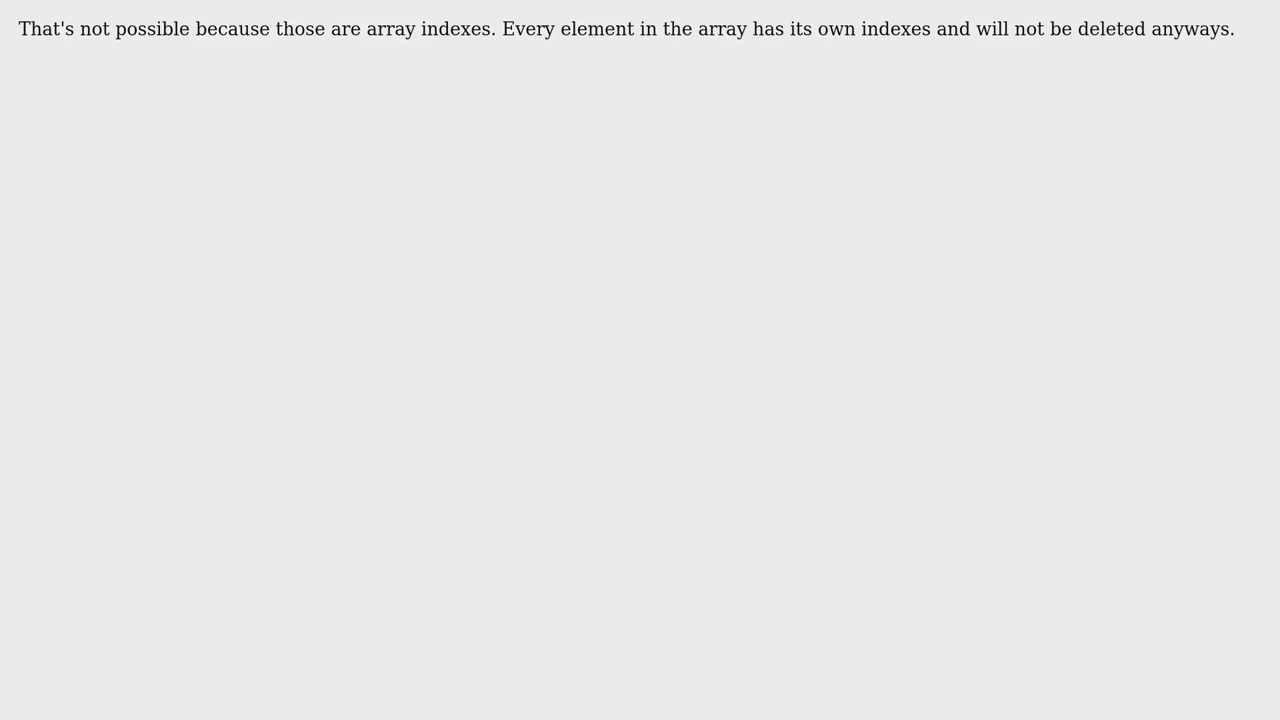 That's not possible because those are array indexes. Every element in the array has its own indexes and will not be deleted anyways.